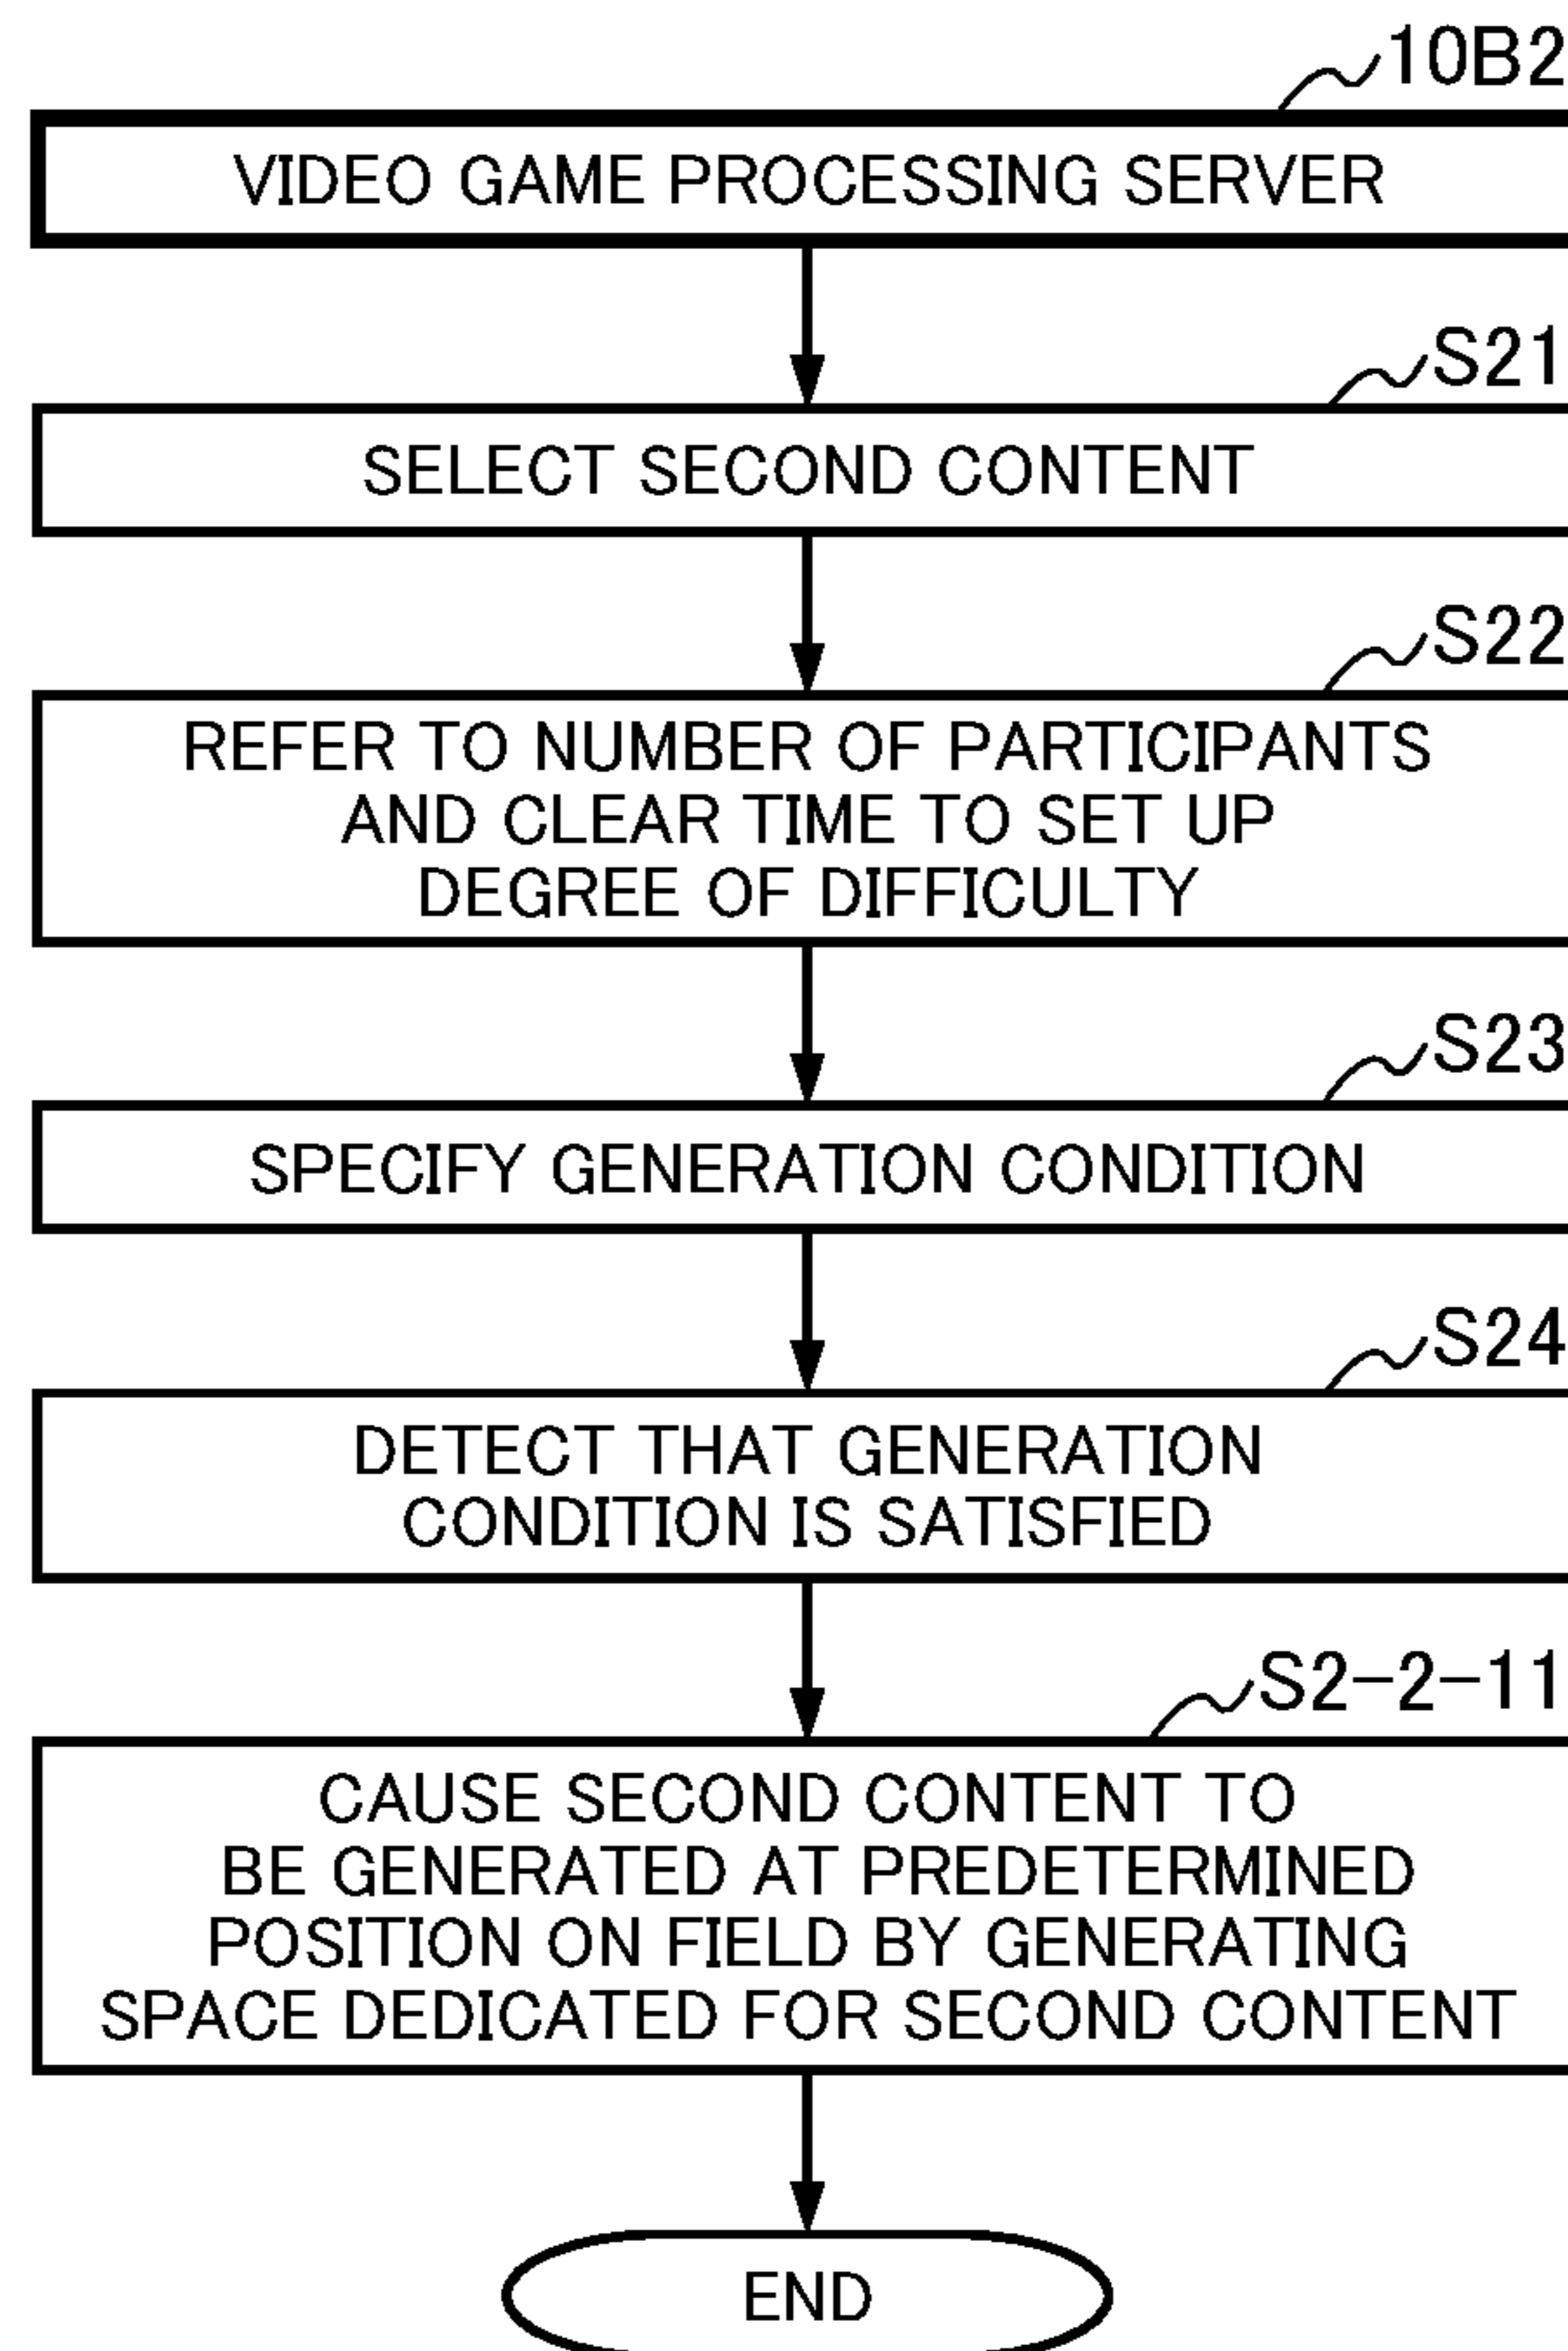 10B2
VIDEO GAME PROCESSING SERVER
S21
SELECT SECOND CONTENT
S22
REFER TO NUMBER OF PARTICIPANTS
AND CLEAR TIME TO SET UP
DEGREE OF DIFFICULTY
S23
SPECIFY GENERATION CONDITION
S24
DETECT THAT GENERATION
CONDITION IS SATISFIED
S2-2-11
CAUSE SECOND CONTENT TO
BE GENERATED AT PREDETERMINED
POSITION ON FIELD BY GENERATING
SPACE DEDICATED FOR SECOND CONTENT
END